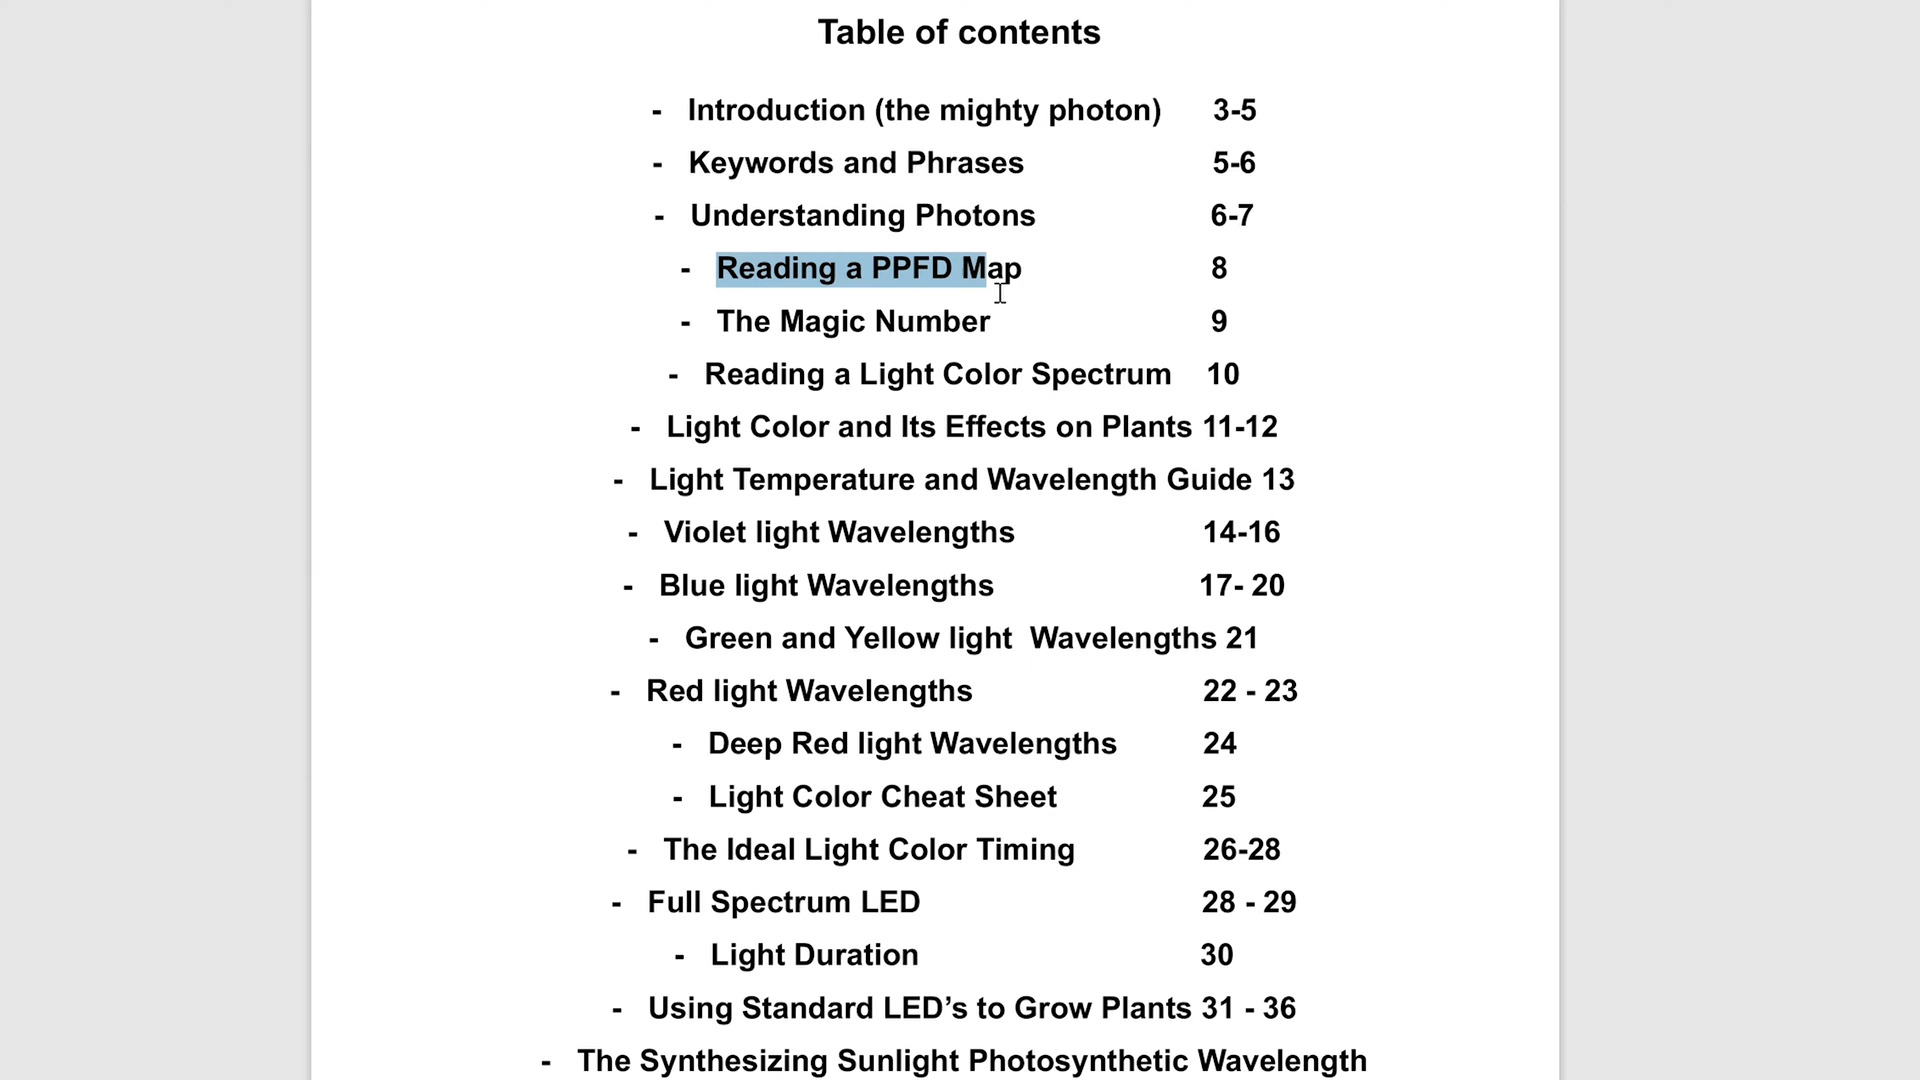 Table of contents
- Introduction (the mighty photon) 3-5
- Keywords and Phrases 5-6
- Understanding Photons 6-7
- Reading a PPFD Map 8
- The Magic Number 9
- Reading a Light Color Spectrum 10
- Light Color and Its Effects on Plants 11-12
- Light Temperature and Wavelength Guide 13
- Violet light Wavelengths 14-16
- Blue light Wavelengths 17- 20
- Green and Yellow light  Wavelengths 21
- Red light Wavelengths 22 - 23
- Deep Red light Wavelengths 24
- Light Color Cheat Sheet 25
- The Ideal Light Color Timing 26-28
- Full Spectrum LED 28 - 29
- Light Duration 30
- Using Standard LED’s to Grow Plants 31 - 36
- The Synthesizing Sunlight Photosynthetic Wavelength